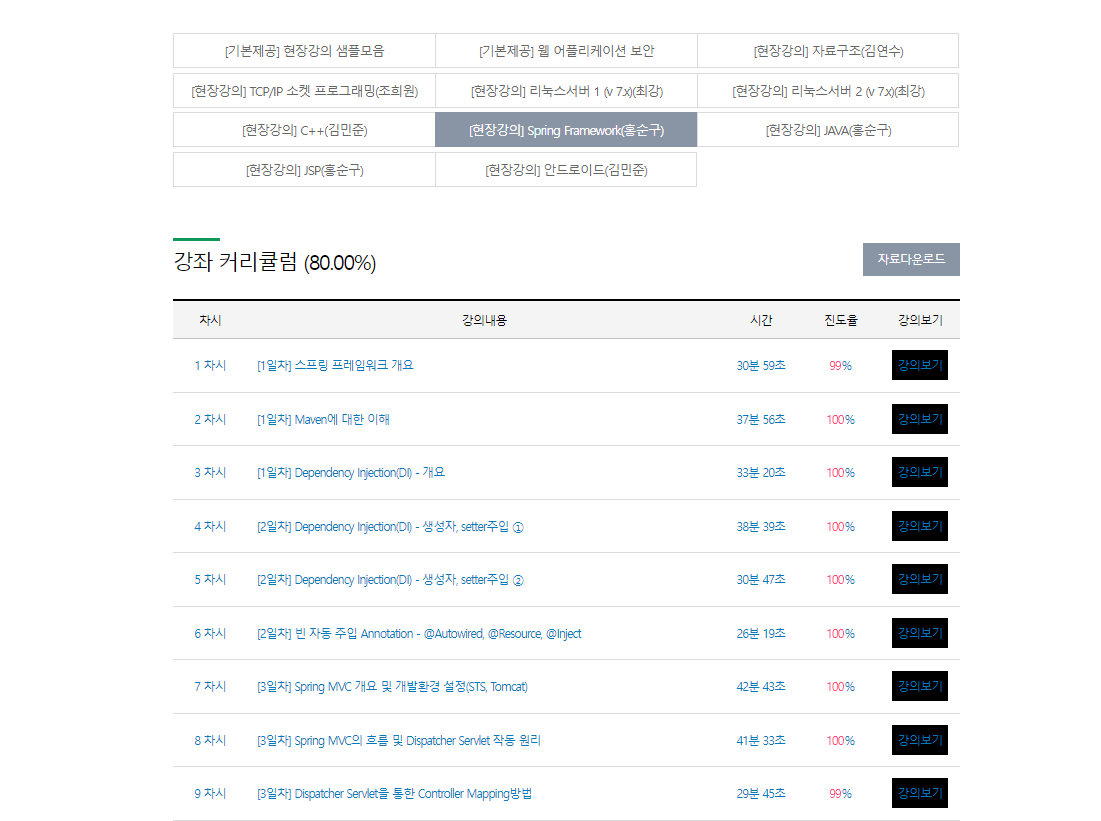 [기본제공] 현장강의 샘플모음 [기본제공] 웹 어플리케이션 보안 [현장강의] 자료구조(김연수)
[현장강의] TCP/IP 소켓 프로그래밍(조희원) [현장강의] 리눅스서버 1 (v 7.x)(최강) [현장강의] 리눅스서버 2 (v 7.x)(최강)
[현장강의] C++(김민준) [현장강의] Spring Framework(홍순구) [현장강의] JAVA(홍순구)
[현장강의] JSP(홍순구) [현장강의] 안드로이드(김민준)
강좌 커리큘럼 (80.00%) 자료다운로드
차시 강의내용 시간 진도율 강의보기
1 차시 [1일차] 스프링 프레임워크 개요 30분 59초 99% 강의보기
2 차시 [1일차] Maven에 대한 이해 37분 56초 100% 강의보기
3 차시 [1일차] Dependency Injection(DI) - 개요 33분 20초 100% 강의보기
4 차시 [2일차] Dependency Injection(DI) - 생성자, setter주입 ① 38분 39초 100% 강의보기
5 차시 [2일차] Dependency Injection(DI) - 생성자, setter주입 ② 30분 47초 100% 강의보기
6 차시 [2일차] 빈 자동 주입 Annotation - @Autowired, @Resource, @Inject 26분 19초 100% 강의보기
7 차시 [3일차] Spring MVC 개요 및 개발환경 설정(STS, Tomcat) 42분 43초 100% 강의보기
8 차시 [3일차] Spring MVC의 흐름 및 Dispatcher Servlet 작동 원리 41분 33초 100% 강의보기
9 차시 [3일차] Dispatcher Servlet을 통한 Controller Mapping방법 29분 45초 99% 강의보기